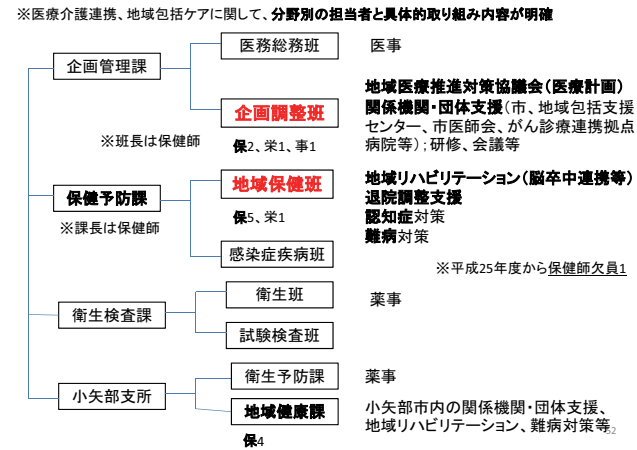 ※医療介護連携、地域包括ケアに関して、分野別の担当者と具体的取り組み内容が明確
企画管理課
医務総務班
医事
企画調整班
※班長は保健師
保2、栄1、事1
地域医療推進対策協議会(医療計画)
関係機関・団体支援(市、地域包括支援
センター、市医師会、がん診療連携拠点
病院等);研修、会議等
保健予防課
※課長は保健師
地域保健班
保5、栄1
地域リハビリテーション(脳卒中連携等)
退院調整支援
認知症対策
難病対策
感染症疾病班
※平成25年度から保健師欠員1
衛生検査課
衛生班
薬事
試験検査班
小矢部支所
衛生予防課
薬事
地域健康課
保4
小矢部市内の関係機関・団体支援、
地域リハビリテーション、難病対策等
52